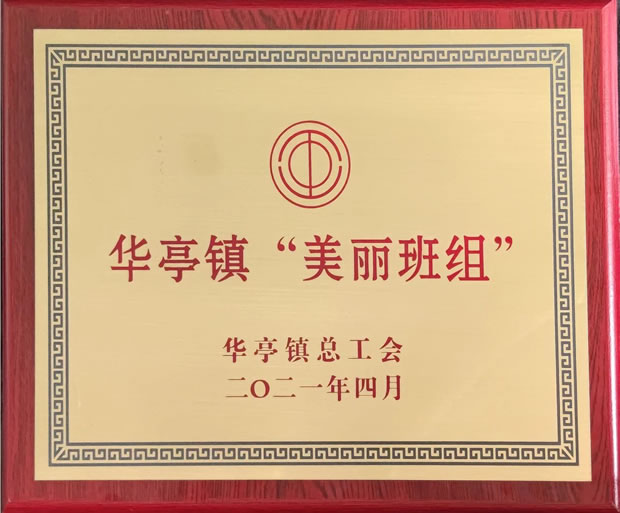 华亭镇“美丽班组”
华亭镇总工会
二〇二一年四月